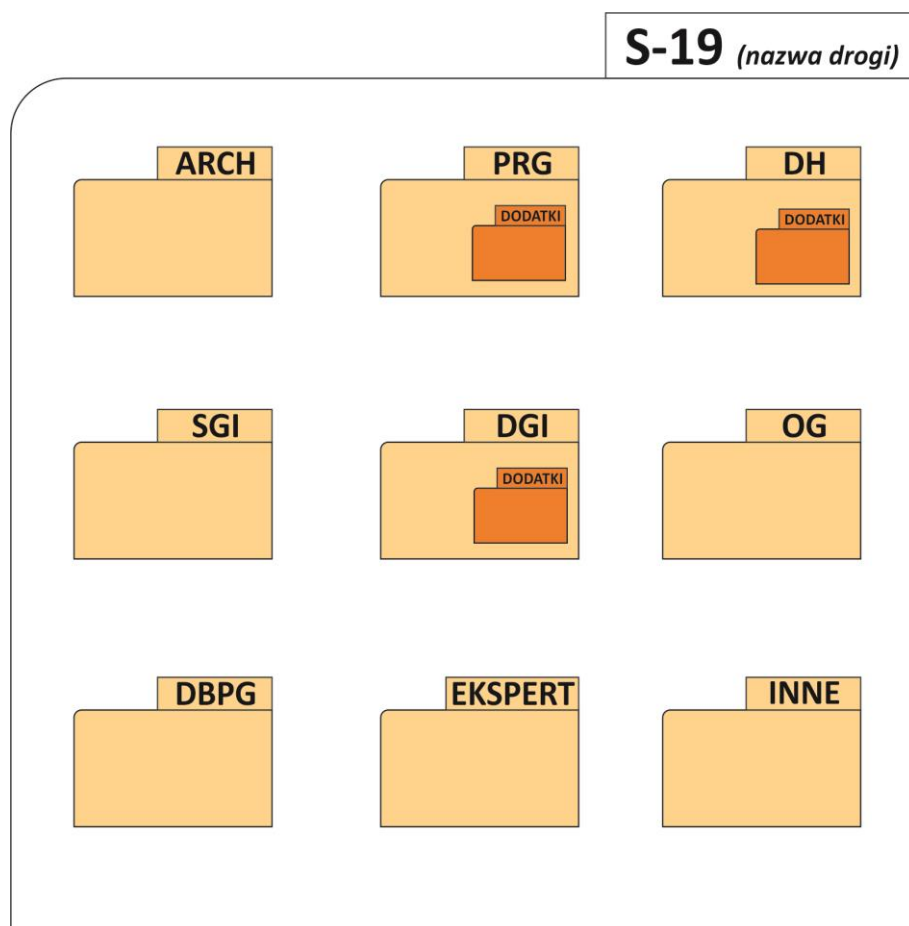 S-19 (nazwa drogi)
ARCH
PRG
DODATKI
DH
DODATKI
SGI
DGI
DODATKI
OG
DBPG
EKSPERT
INNE